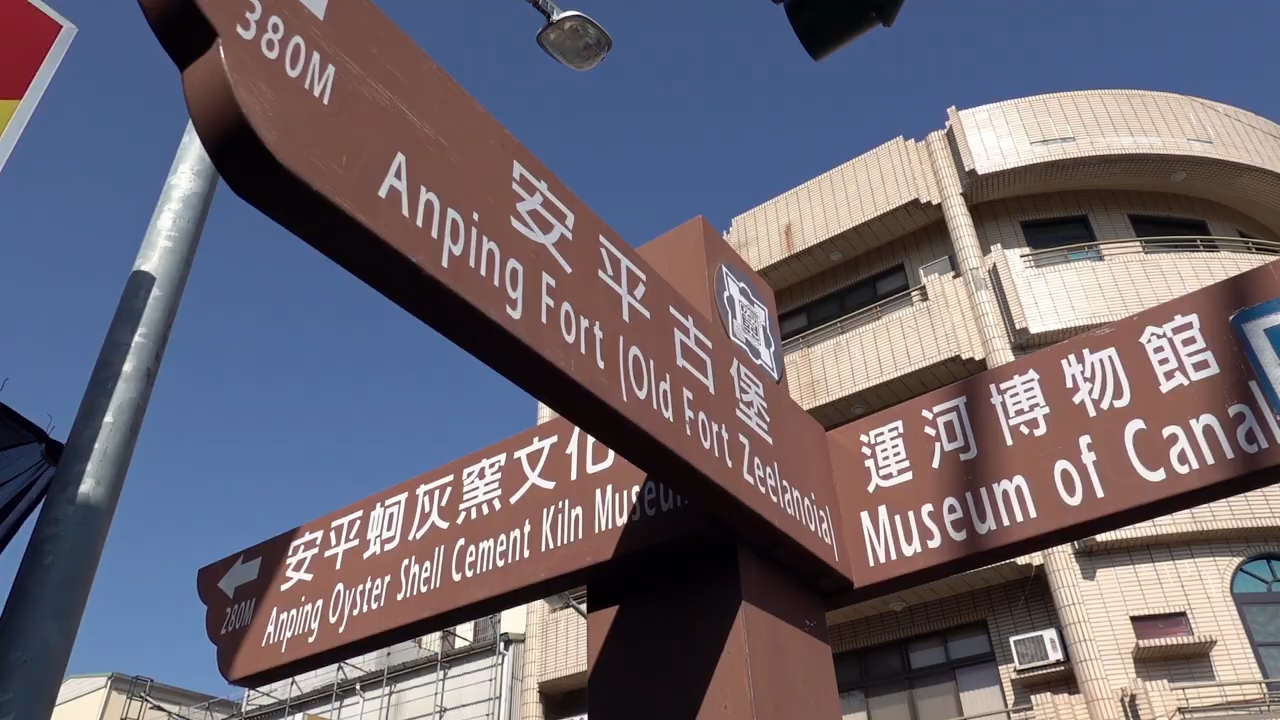 380M
安平古堡
Anping Fort (Old Fort Zeelandia)
安平蚵灰窯文化
Anping Oyster Shell Cement Kiln Museum
280M
運河博物館
Museum of Canal